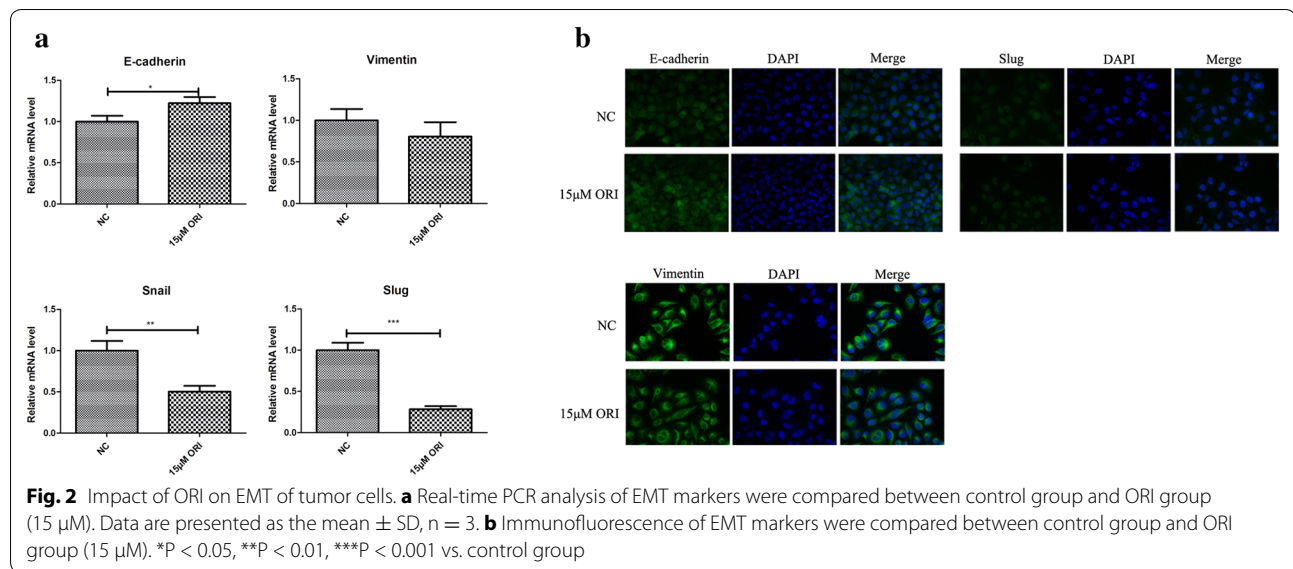 a
E-cadherin
Relative mRNA level
1.5
1.0
0.5
0.0
*
NC
15µM ORI
Vimentin
Relative mRNA level
1.5
1.0
0.5
0.0
NC
15µM ORI
Snail
Relative mRNA level
1.5
1.0
0.5
0.0
**
NC
15µM ORI
Slug
Relative mRNA level
1.5
1.0
0.5
0.0
***
NC
15µM ORI
b
E-cadherin DAPI Merge
NC
15µM ORI
Slug DAPI Merge
Vimentin DAPI Merge
NC
15µM ORI
Fig. 2 Impact of ORI on EMT of tumor cells. a Real-time PCR analysis of EMT markers were compared between control group and ORI group
(15 µM). Data are presented as the mean ± SD, n = 3. b Immunofluorescence of EMT markers were compared between control group and ORI
group (15 µM). *P < 0.05, **P < 0.01, ***P < 0.001 vs. control group